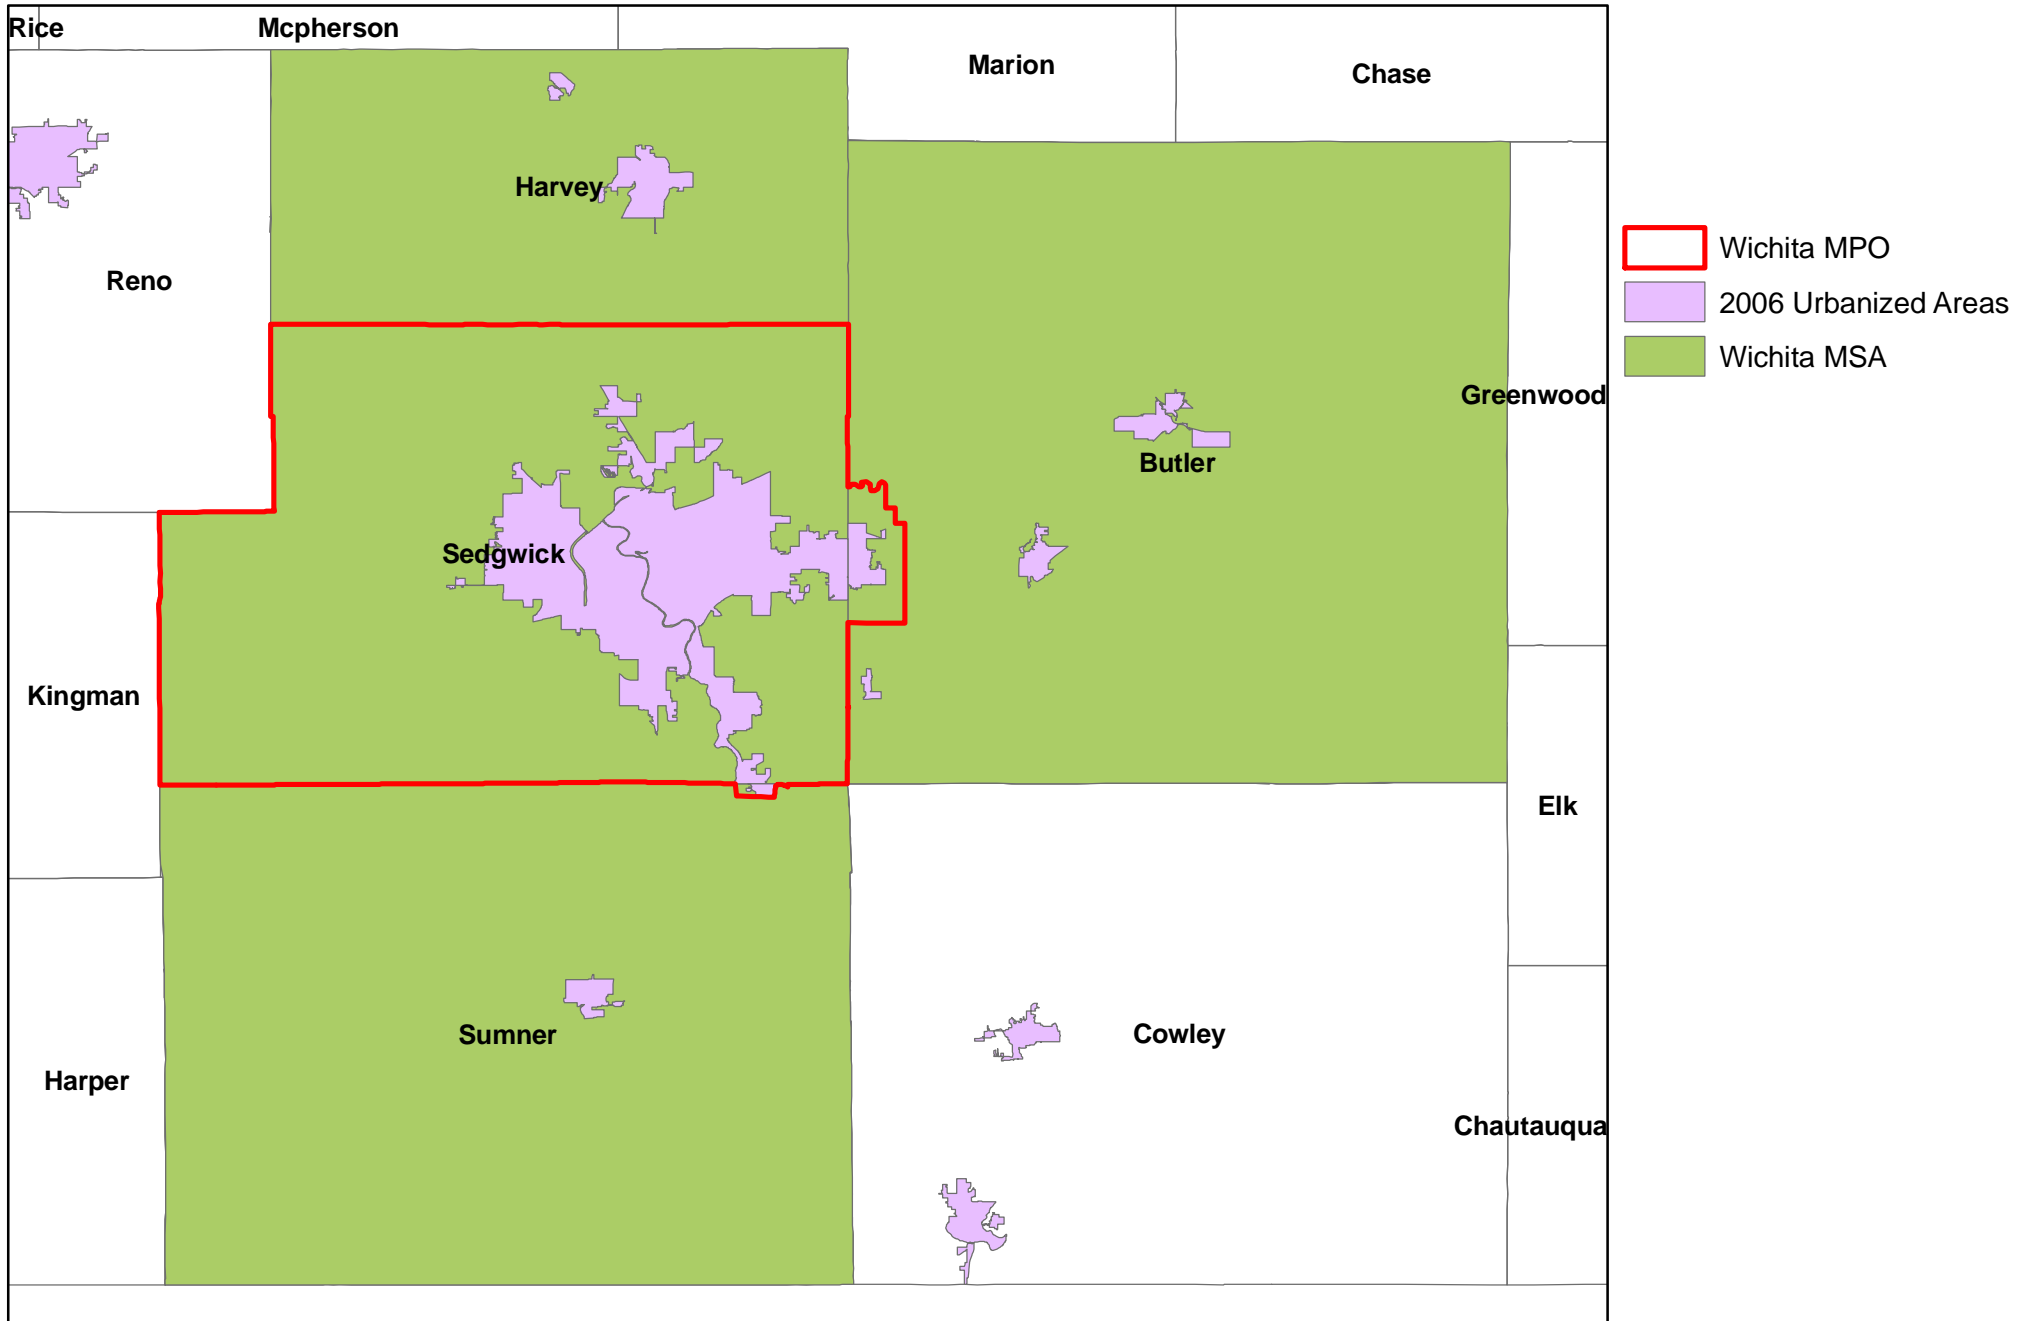 Rice
Mcpherson
Marion
Chase
Harvey
Reno
Wichita MPO
2006 Urbanized Areas
Wichita MSA
Greenwood
Butler
Sedgwick
Kingman
Elk
Sumner
Cowley
Harper
Chautauqua